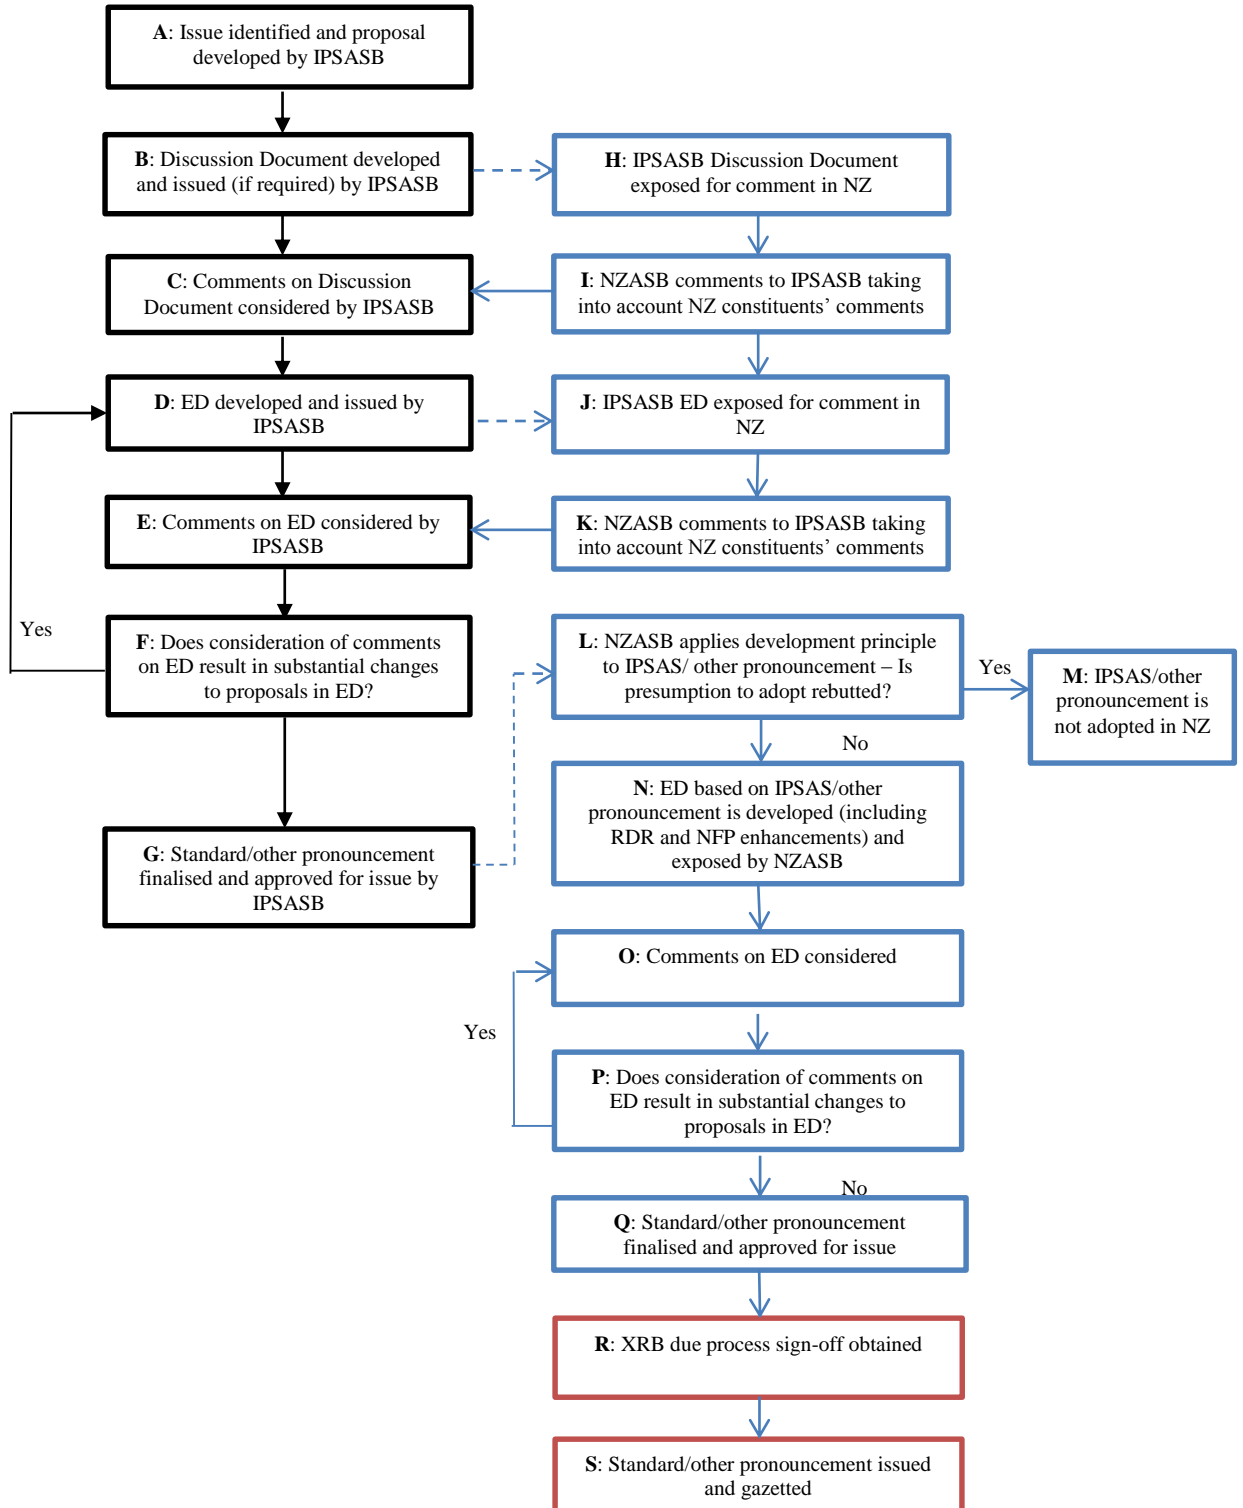 A: Issue identified and proposal
developed by IPSASB
B: Discussion Document developed
and issued (if required) by IPSASB
H: IPSASB Discussion Document
exposed for comment in NZ
C: Comments on Discussion
Document considered by IPSASB
I: NZASB comments to IPSASB taking
into account NZ constituents’ comments
D: ED developed and issued by
IPSASB
J: IPSASB ED exposed for comment in
NZ
E: Comments on ED considered by
IPSASB
K: NZASB comments to IPSASB taking
into account NZ constituents’ comments
Yes
F: Does consideration of comments
on ED result in substantial changes
to proposals in ED?
L: NZASB applies development principle
to IPSAS/ other pronouncement – Is
presumption to adopt rebutted?
Yes
M: IPSAS/other
pronouncement is
not adopted in NZ
No
N: ED based on IPSAS/other
pronouncement is developed (including
RDR and NFP enhancements) and
exposed by NZASB
G: Standard/other pronouncement
finalised and approved for issue by
IPSASB
O: Comments on ED considered
Yes
P: Does consideration of comments on
ED result in substantial changes to
proposals in ED?
No
Q: Standard/other pronouncement
finalised and approved for issue
R: XRB due process sign-off obtained
S: Standard/other pronouncement issued
and gazetted